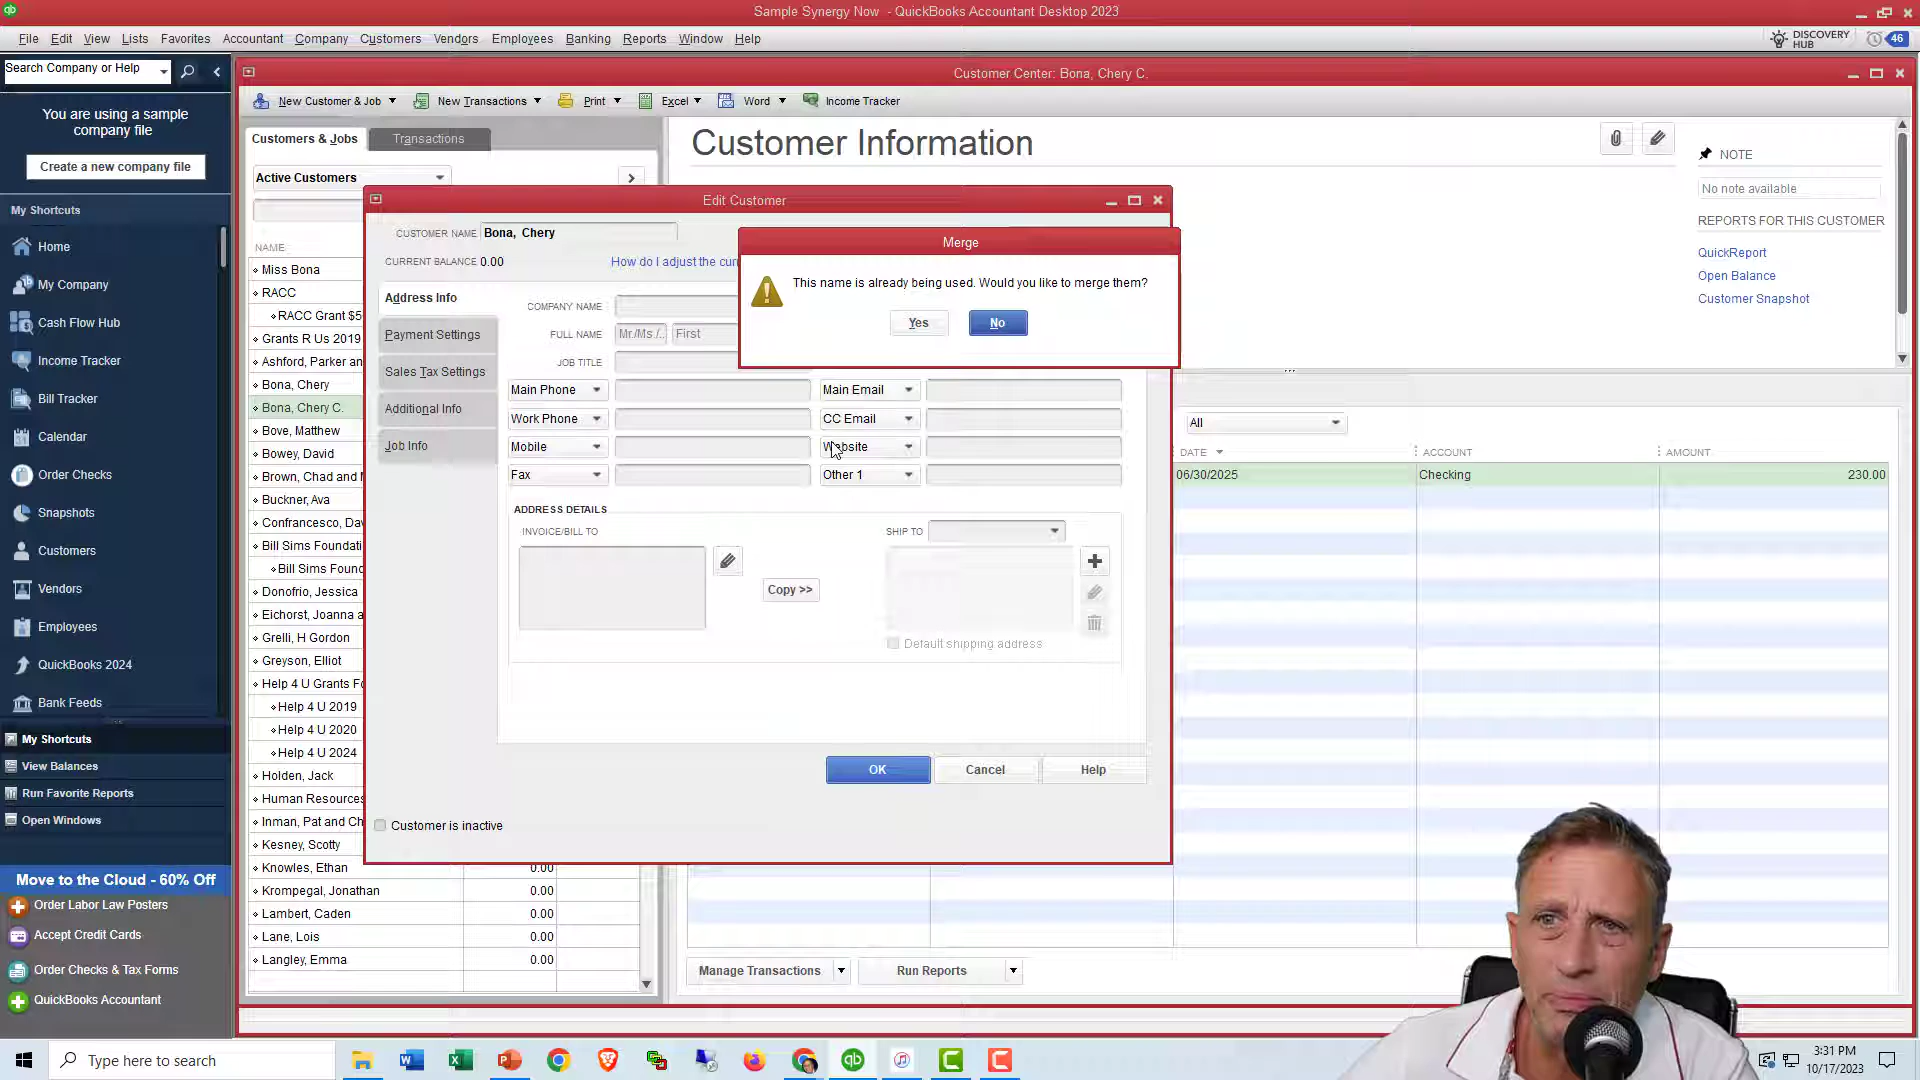 Sample Synergy Now - QuickBooks Accountant Desktop 2023
File Edit View Lists Favorites Accountant Company Customers Vendors Employees Banking Reports Window Help
DISCOVERY HUB
46
Search Company or Help
You are using a sample
company file
Create a new company file
My Shortcuts
Home
My Company
Cash Flow Hub
Income Tracker
Bill Tracker
Calendar
Order Checks
Snapshots
Customers
Vendors
Employees
QuickBooks 2024
Bank Feeds
My Shortcuts
View Balances
Run Favorite Reports
Open Windows
Move to the Cloud - 60% Off
Order Labor Law Posters
Accept Credit Cards
Order Checks & Tax Forms
QuickBooks Accountant
Customer Center: Bona, Chery C.
New Customer & Job New Transactions Print Excel Word Income Tracker
Customers & Jobs Transactions
Active Customers
NAME
Miss Bona
RACC
RACC Grant $5
Grants R Us 2019
Ashford, Parker an
Bona, Chery
Bona, Chery C.
Bove, Matthew
Bowey, David
Brown, Chad and
Buckner, Ava
Confrancesco, Dav
Bill Sims Foundati
Bill Sims Found
Donofrio, Jessica
Eichorst, Joanna a
Grelli, H Gordon
Greyson, Elliot
Help 4 U Grants Fo
Help 4 U 2019
Help 4 U 2020
Help 4 U 2024
Holden, Jack
Human Resources
Inman, Pat and Ch
Kesney, Scotty
Knowles, Ethan 0.00
Krompegal, Jonathan 0.00
Lambert, Caden 0.00
Lane, Lois 0.00
Langley, Emma 0.00
Customer Information
NOTE
No note available
REPORTS FOR THIS CUSTOMER
QuickReport
Open Balance
Customer Snapshot
Edit Customer
CUSTOMER NAME Bona, Chery
CURRENT BALANCE 0.00 How do I adjust the cur
Address Info
Payment Settings
Sales Tax Settings
Additional Info
Job Info
COMPANY NAME
FULL NAME Mr./Ms./.. First
JOB TITLE
Main Phone Main Email
Work Phone CC Email
Mobile Website
Fax Other 1
ADDRESS DETAILS
INVOICE/BILL TO SHIP TO
Copy >>
Default shipping address
OK Cancel Help
Customer is inactive
Merge
This name is already being used. Would you like to merge them?
Yes No
All
DATE ACCOUNT AMOUNT
06/30/2025 Checking 230.00
Manage Transactions Run Reports
Type here to search
3:31 PM
10/17/2023